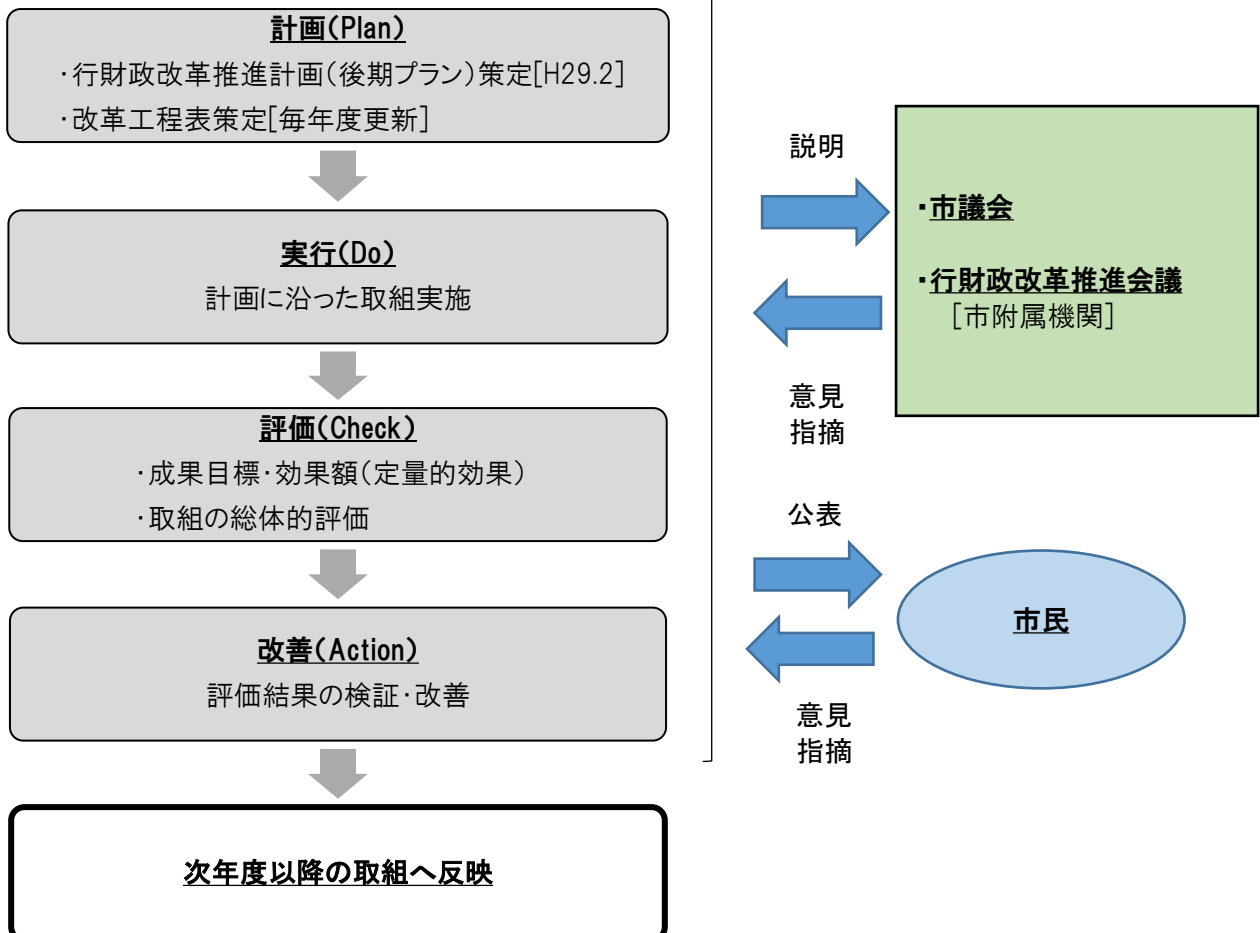 計画(Plan)
・行財政改革推進計画(後期プラン)策定[H29.2]
・改革工程表策定[毎年度更新]
実行(Do)
計画に沿った取組実施
評価(Check)
・成果目標・効果額(定量的効果)
・取組の総体的評価
改善(Action)
評価結果の検証・改善
次年度以降の取組へ反映
説明
意見
指摘
・市議会
・行財政改革推進会議
[市附属機関]
公表
意見
指摘
市民